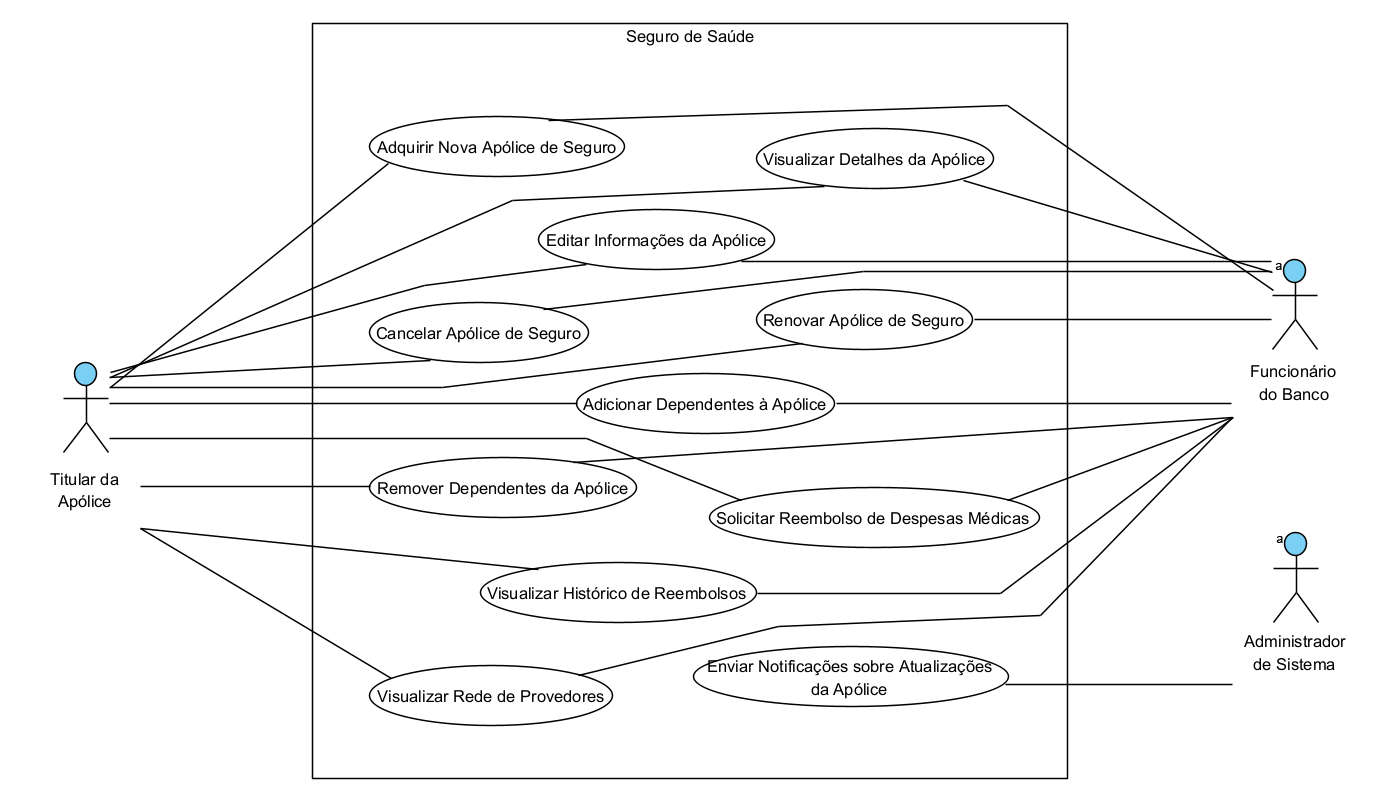 Seguro de Saúde
Adquirir Nova Apólice de Seguro
Visualizar Detalhes da Apólice
Editar Informações da Apólice
a
Cancelar Apólice de Seguro
Renovar Apólice de Seguro
Funcionário
do Banco
Adicionar Dependentes à Apólice
Titular da
Apólice
Remover Dependentes da Apólice
Solicitar Reembolso de Despesas Médicas
a
Visualizar Histórico de Reembolsos
Administrador
de Sistema
Enviar Notificações sobre Atualizações
da Apólice
Visualizar Rede de Provedores